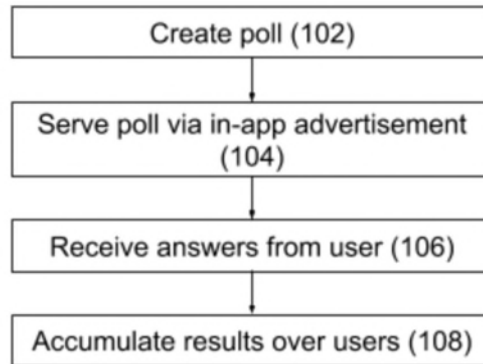 Create poll (102)
Serve poll via in-app advertisement
(104)
Receive answers from user (106)
Accumulate results over users (108)